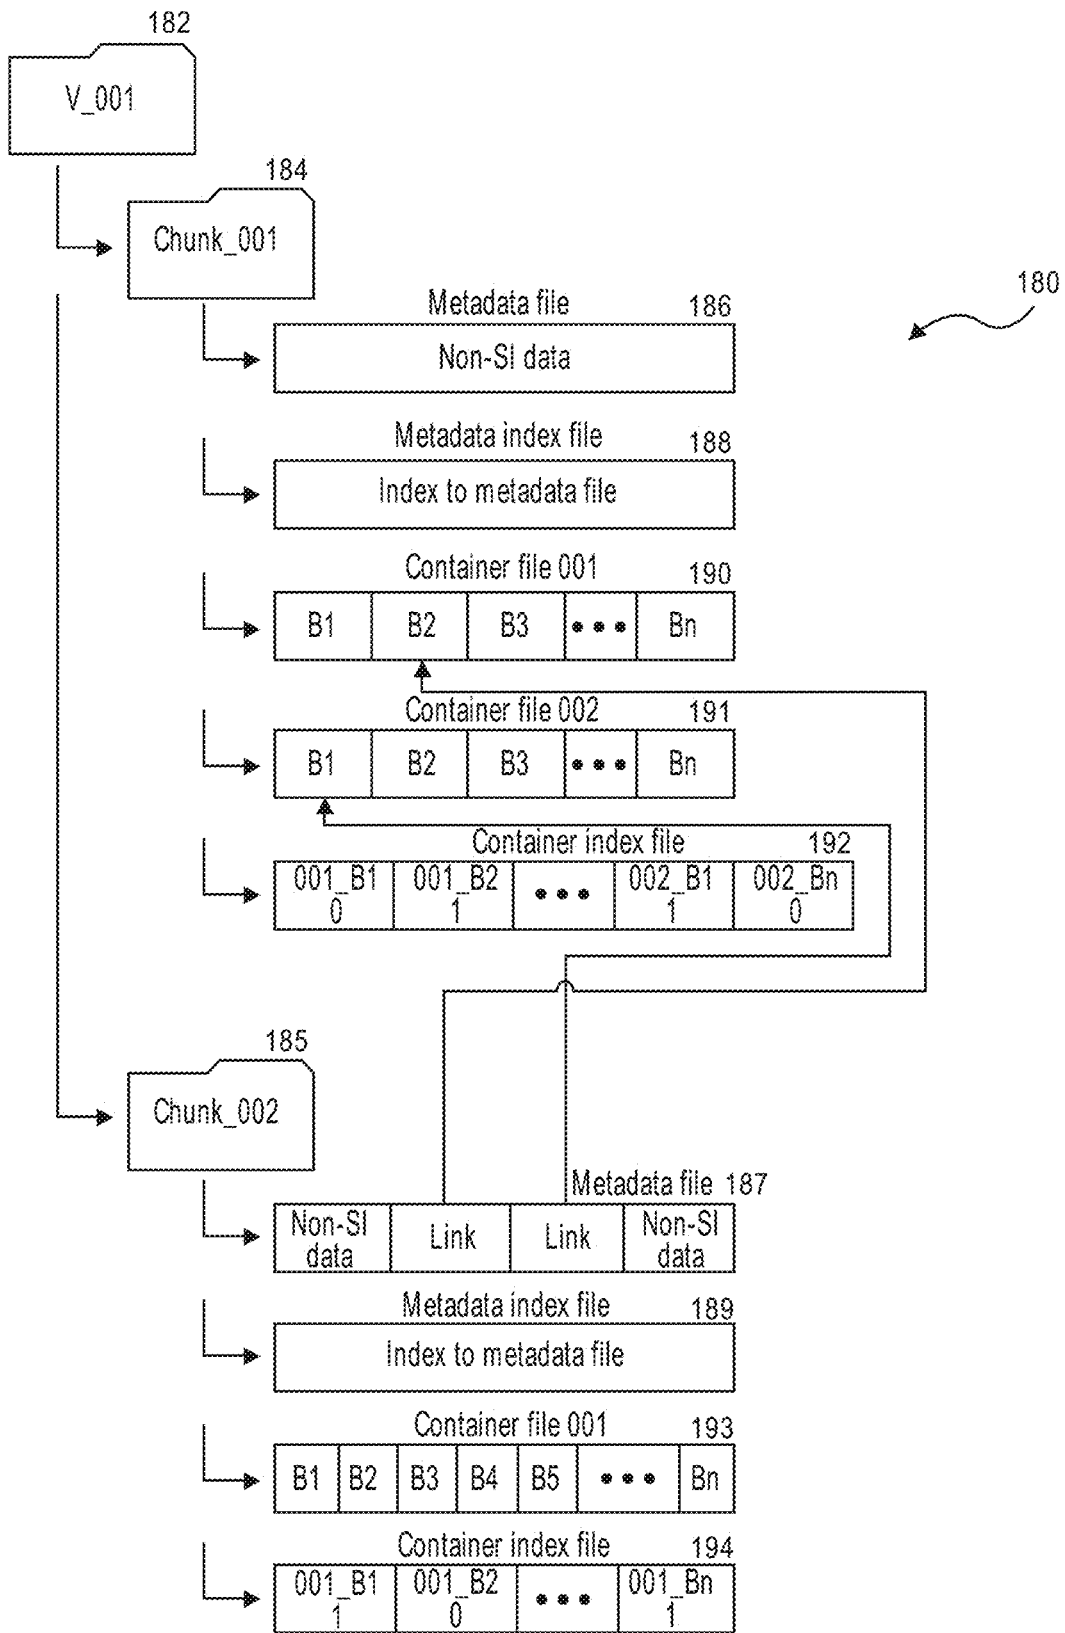 182
V_001
184
Chunk_001
180
Metadata file 186
Non-SI data
Metadata index file 188
Index to metadata file
Container file 001 190
B1 B2 B3 ••• Bn
Container file 002 191
B1 B2 B3 ••• Bn
Container index file 192
001_B1 001_B2 ••• 002_B1 002_Bn
0 1 1 0
185
Chunk_002
Metadata file 187
Non-SI data Link Link Non-SI data
Metadata index file 189
Index to metadata file
Container file 001 193
B1 B2 B3 B4 B5 ••• Bn
Container index file 194
001_B1 001_B2 ••• 001_Bn
1 0 1